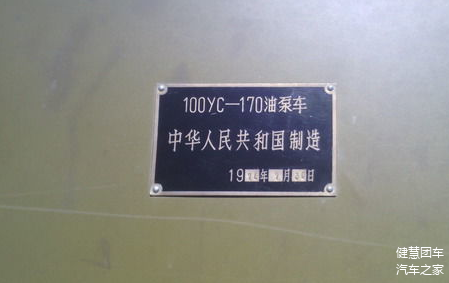 100YC—170油泵车
中华人民共和国制造
19 年 月 日
健慧团车
汽车之家